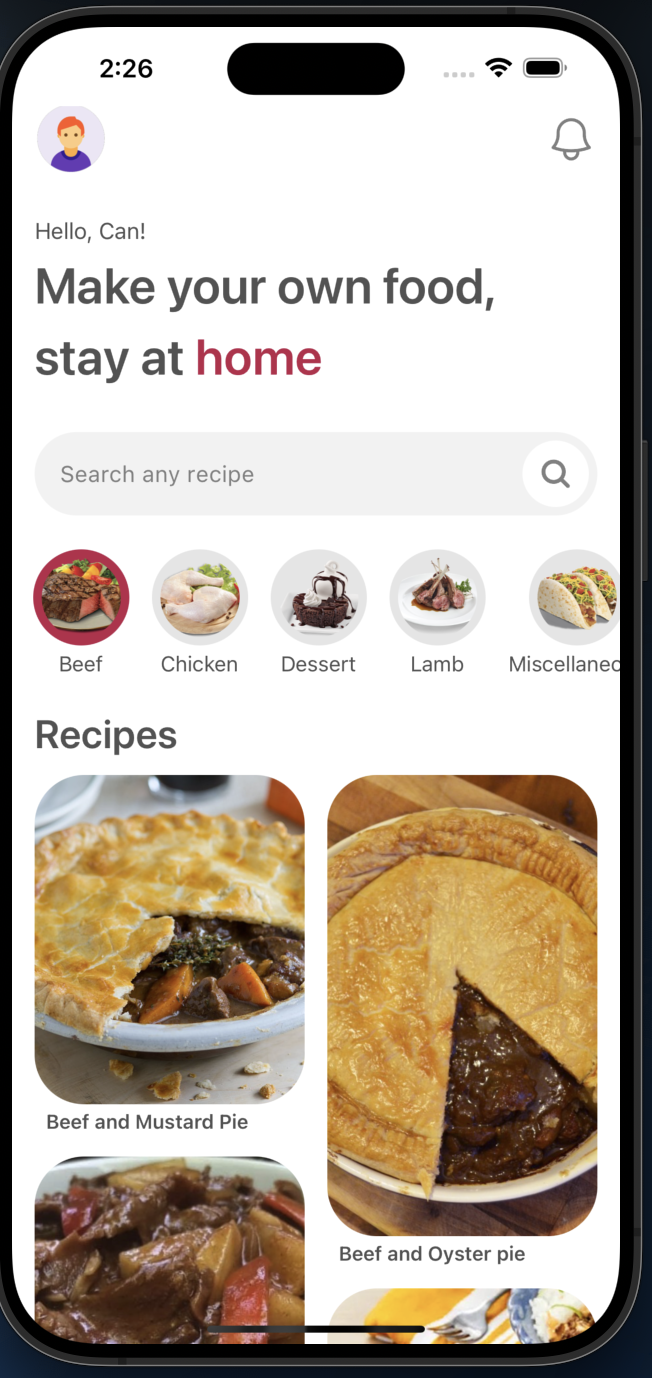 2:26
Hello, Can!
Make your own food,
stay at home
Search any recipe
Beef
Chicken
Dessert
Lamb
Miscellaneo
Recipes
Beef and Mustard Pie
Beef and Oyster pie